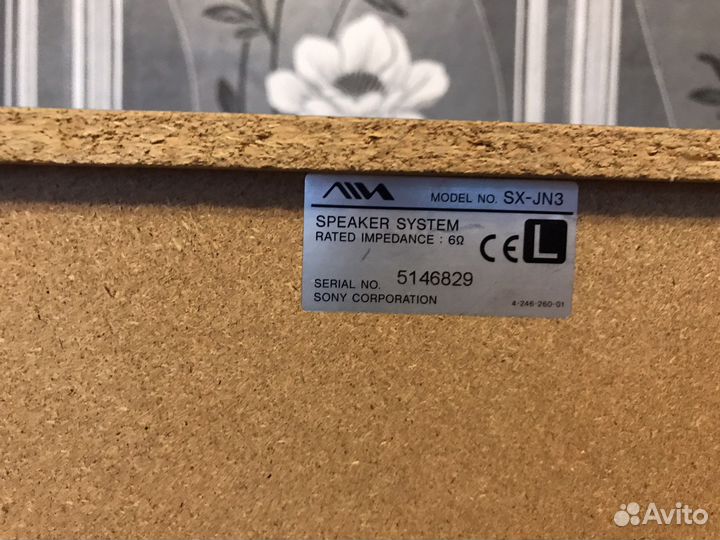 AIWA MODEL NO. SX-JN3
SPEAKER SYSTEM
RATED IMPEDANCE : 6Ω
CE L
SERIAL NO. 5146829
SONY CORPORATION 4-246-260-01
Avito